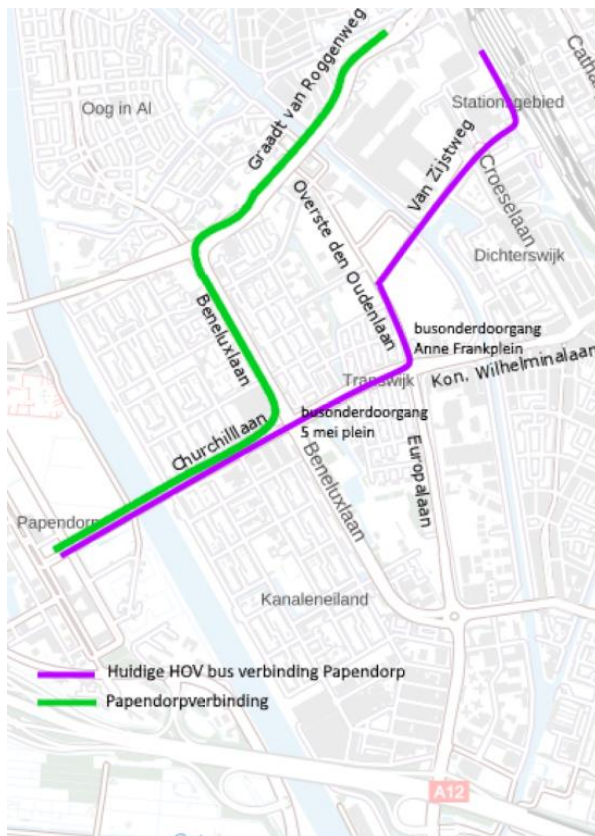 Graadt van Roggenweg
Oog in Al
Stationsgebied
Van Zijstweg
Croeselaan
Overste den Oudenlaan
Dichterswijk
Beneluxlaan
busonderdoorgang
Anne Frankplein
Kon. Wilhelminalaan
Transwijk
busonderdoorgang
5 mei plein
Churchilllaan
Beneluxlaan
Europalaan
Papendorp
Kanaleneiland
Huidige HOV bus verbinding Papendorp
Papendorpverbinding
A12